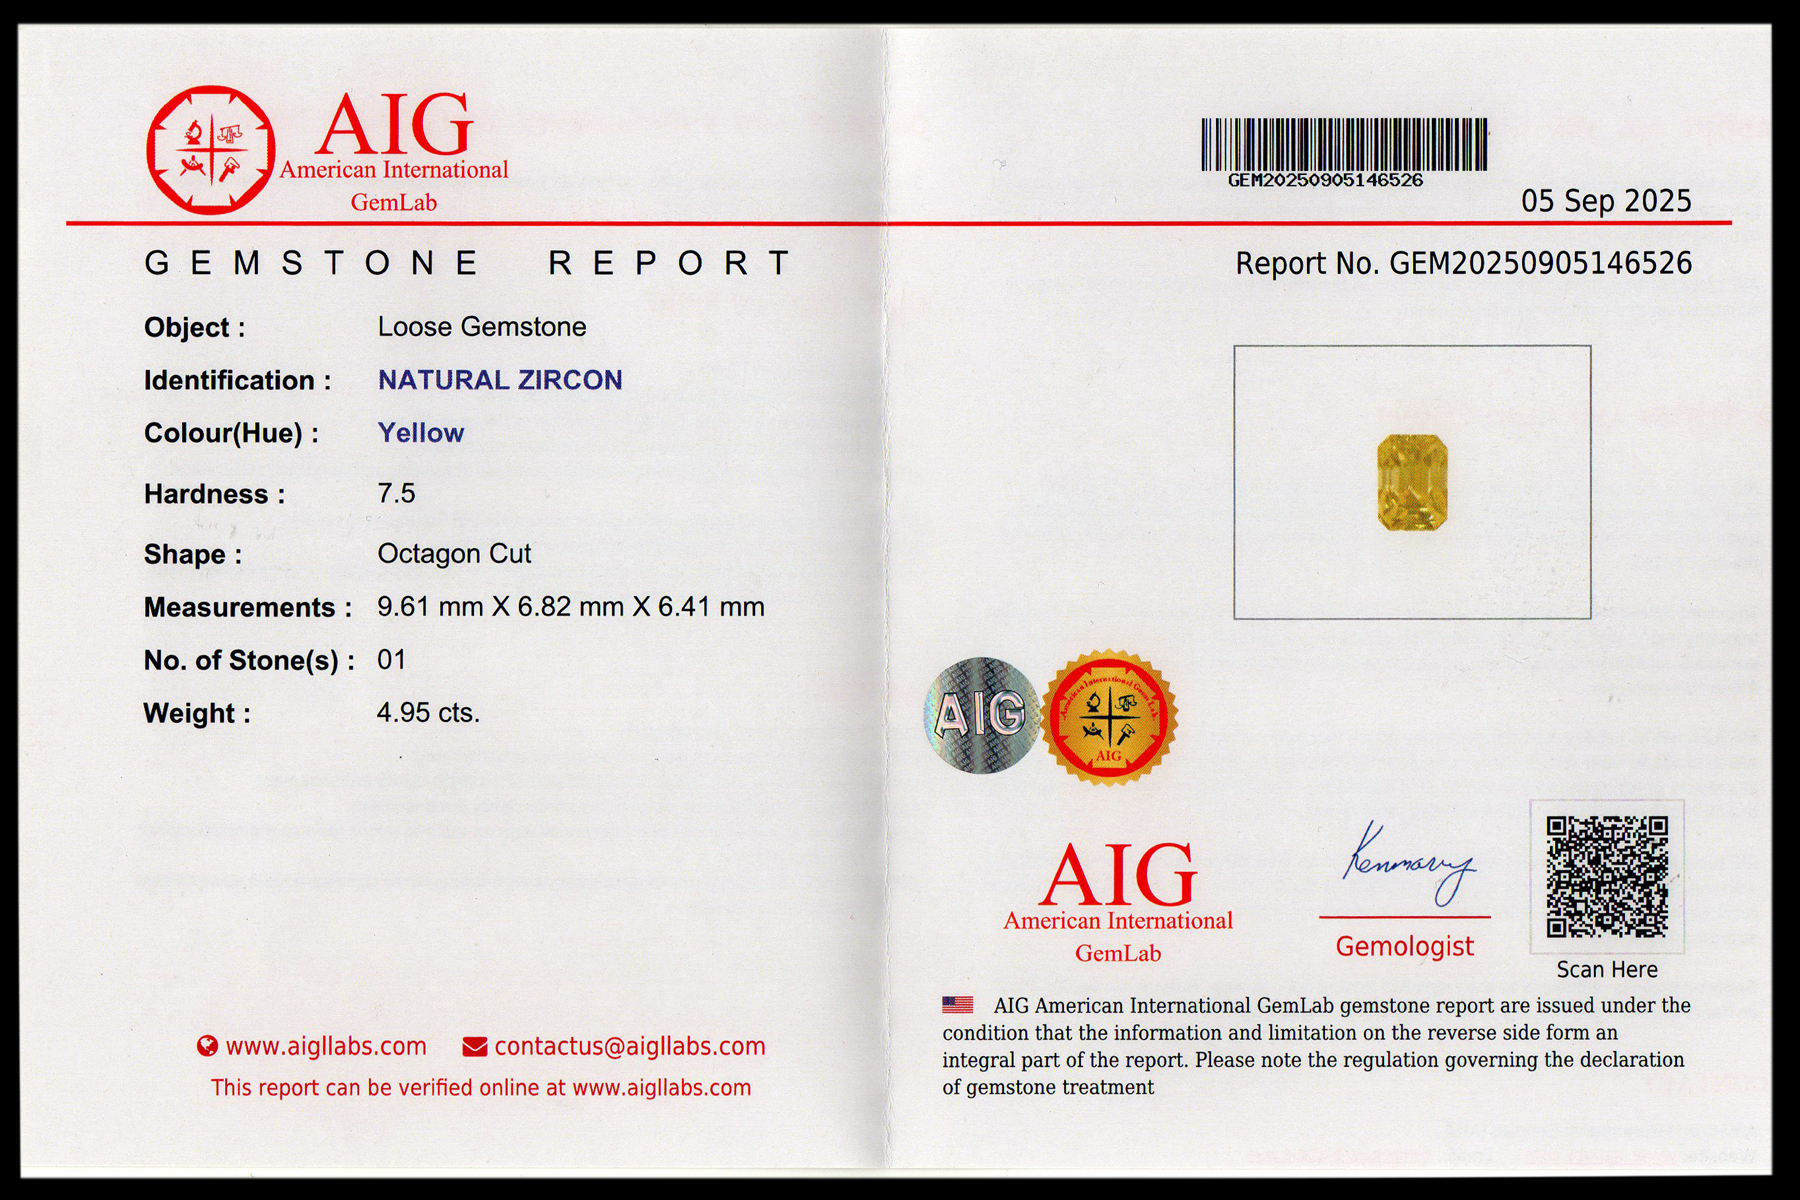 AIG
American International
GemLab
GEM20250905146526
05 Sep 2025
GEMSTONE REPORT
Report No. GEM20250905146526
Object : Loose Gemstone
Identification : NATURAL ZIRCON
Colour(Hue) : Yellow
Hardness : 7.5
Shape : Octagon Cut
Measurements : 9.61 mm X 6.82 mm X 6.41 mm
No. of Stone(s) : 01
Weight : 4.95 cts.
www.aigllabs.com contactus@aigllabs.com
This report can be verified online at www.aigllabs.com
AIG
American International Gem Lab
AIG
AIG
American International
GemLab
Kenmarry
Gemologist
Scan Here
AIG American International GemLab gemstone report are issued under the
condition that the information and limitation on the reverse side form an
integral part of the report. Please note the regulation governing the declaration
of gemstone treatment